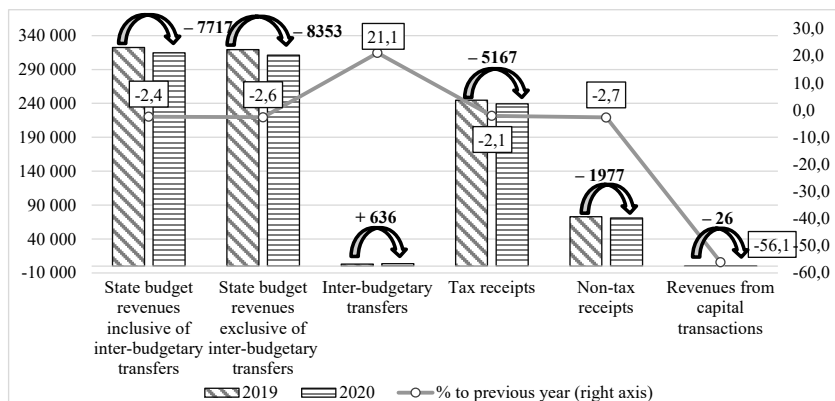 340 000
290 000
240 000
190 000
140 000
90 000
40 000
-10 000
– 7717
– 8353
+ 636
– 5167
– 1977
– 26
-2,4
-2,6
21,1
-2,1
-2,7
-56,1
30,0
20,0
10,0
0,0
-10,0
-20,0
-30,0
-40,0
-50,0
-60,0
State budget
revenues
inclusive of
inter-budgetary
transfers
State budget
revenues
exclusive of
inter-budgetary
transfers
Inter-budgetary
transfers
Tax receipts
Non-tax
receipts
Revenues from
capital
transactions
2019
2020
% to previous year (right axis)